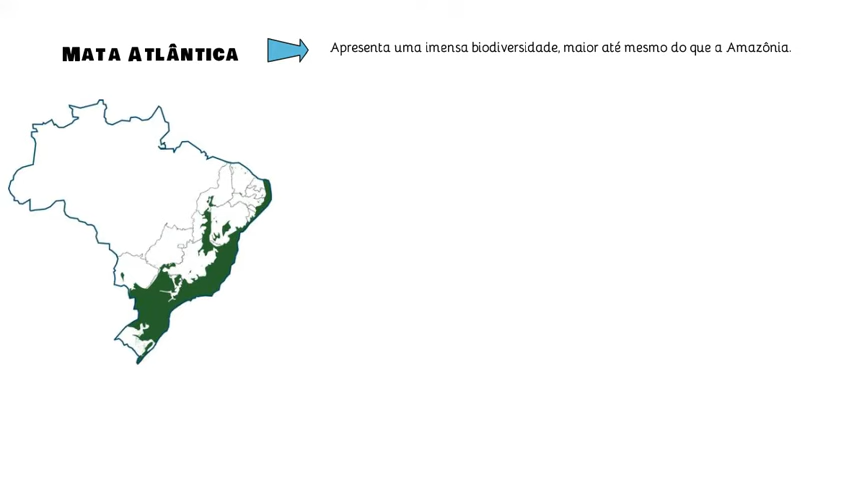 MATA ATLÂNTICA
Apresenta uma imensa biodiversidade, maior até mesmo do que a Amazônia.